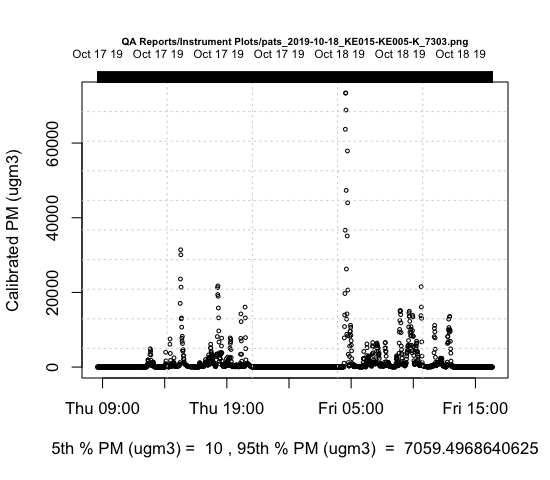 QA Reports/Instrument Plots/pats_2019-10-18_KE015-KE005-K_7303.png
Oct 17 19 Oct 17 19 Oct 17 19 Oct 17 19 Oct 18 19 Oct 18 19 Oct 18 19
Calibrated PM (ugm3)
60000
40000
20000
0
Thu 09:00 Thu 19:00 Fri 05:00 Fri 15:00
5th % PM (ugm3) = 10 , 95th % PM (ugm3) = 7059.4968640625